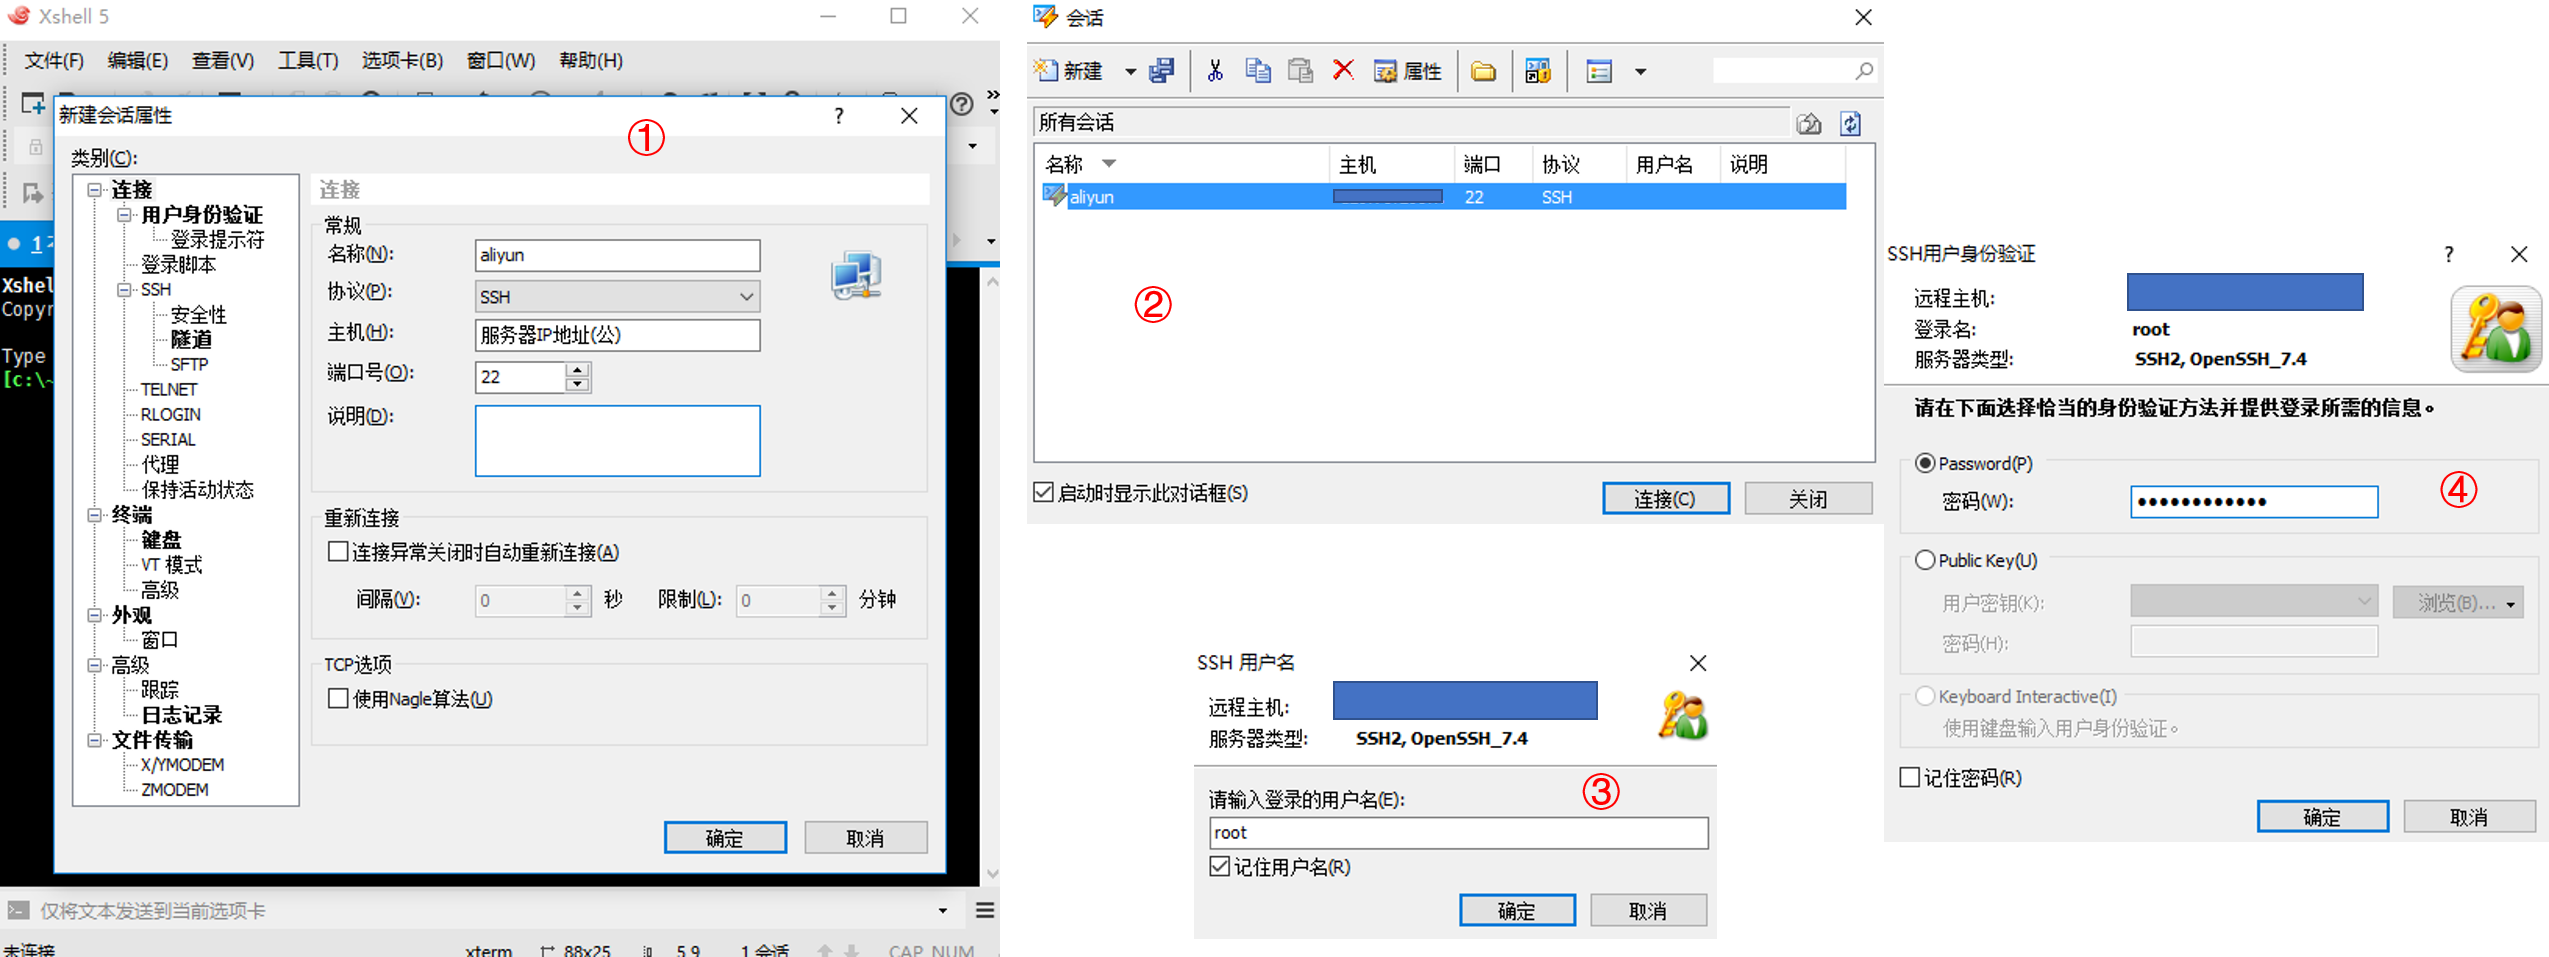 Xshell 5
文件(F) 编辑(E) 查看(V) 工具(T) 选项卡(B) 窗口(W) 帮助(H)
新建会话属性
①
类别(C):
连接
用户身份验证
登录提示符
登录脚本
SSH
安全性
隧道
SFTP
TELNET
RLOGIN
SERIAL
代理
保持活动状态
终端
键盘
VT 模式
高级
外观
窗口
高级
跟踪
日志记录
文件传输
X/YMODEM
ZMODEM
连接
常规
名称(N): aliyun
协议(P): SSH
主机(H): 服务器IP地址(公)
端口号(O): 22
说明(D):
重新连接
连接异常关闭时自动重新连接(A)
间隔(V): 0 秒 限制(L): 0 分钟
TCP选项
使用Nagle算法(U)
确定 取消
1
Xshel
Copyr
Type
[c:\~
仅将文本发送到当前选项卡
未连接 xterm 88x25 5,9 1 会话 CAP NUM
会话
新建 属性
所有会话
名称 主机 端口 协议 用户名 说明
aliyun 22 SSH
②
启动时显示此对话框(S)
连接(C) 关闭
SSH 用户名
远程主机:
服务器类型: SSH2, OpenSSH_7.4
③
请输入登录的用户名(E):
root
记住用户名(R)
确定 取消
SSH用户身份验证
远程主机:
登录名: root
服务器类型: SSH2, OpenSSH_7.4
请在下面选择恰当的身份验证方法并提供登录所需的信息。
Password(P)
密码(W): ●●●●●●●●●●●●
④
Public Key(U)
用户密钥(K): 浏览(B)...
密码(H):
Keyboard Interactive(I)
使用键盘输入用户身份验证。
记住密码(R)
确定 取消